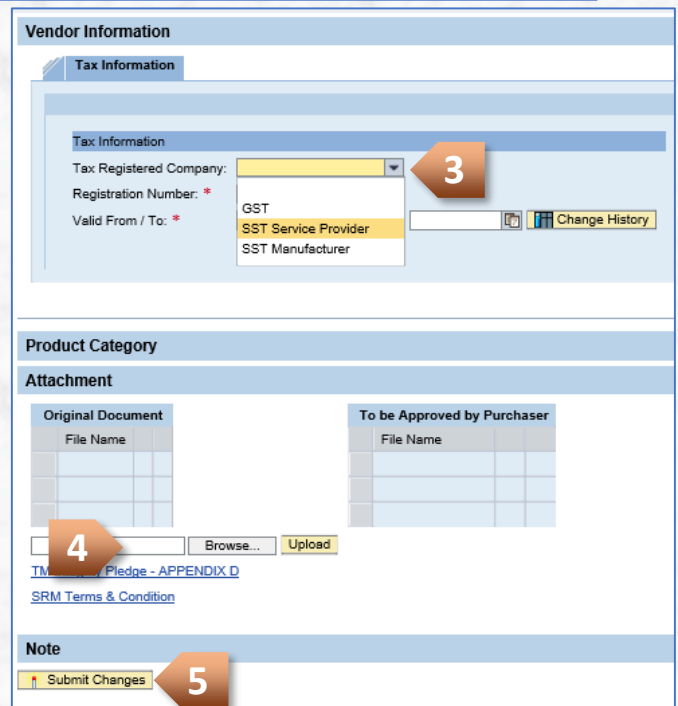 Vendor Information
Tax Information
Tax Information
Tax Registered Company:
3
Registration Number: *
GST
Valid From / To: *
SST Service Provider
Change History
SST Manufacturer
Product Category
Attachment
Original Document
To be Approved by Purchaser
File Name
File Name
4
Browse...
Upload
Pledge - APPENDIX D
SRM Terms & Condition
Note
Submit Changes
5